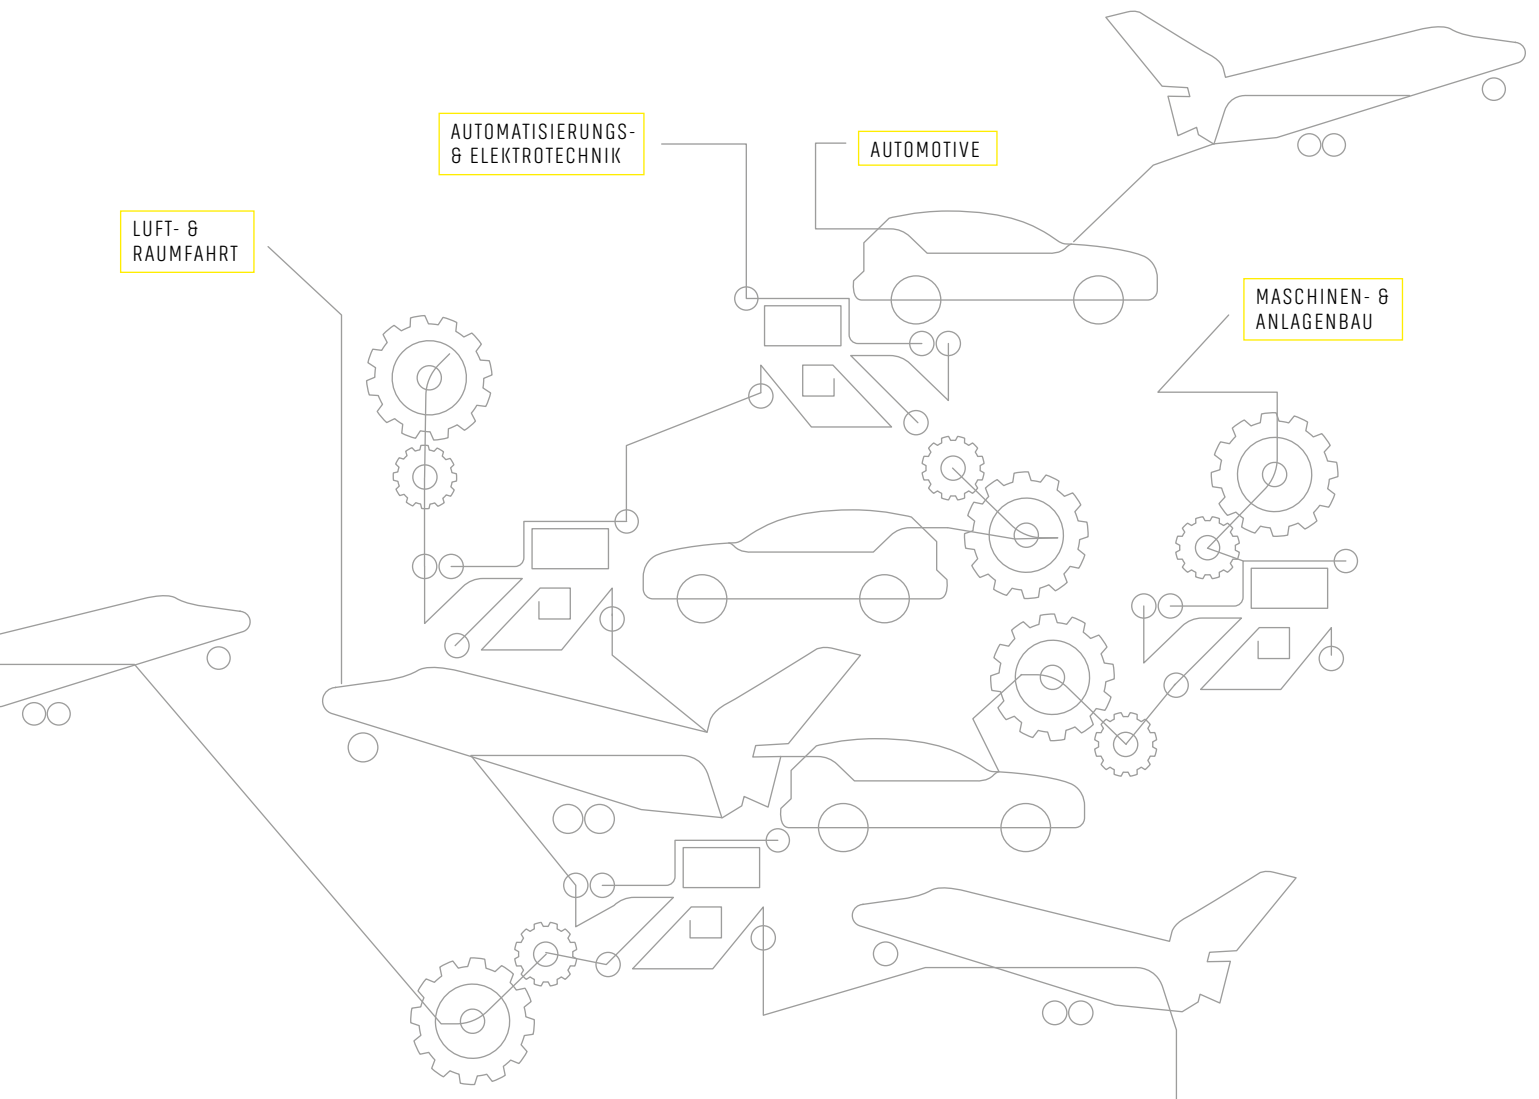 AUTOMATISIERUNGS-
& ELEKTROTECHNIK
AUTOMOTIVE
LUFT- &
RAUMFAHRT
MASCHINEN- &
ANLAGENBAU